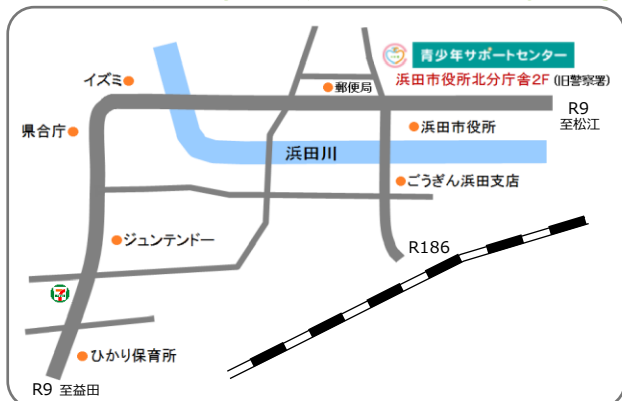 青少年サポートセンター
浜田市役所北分庁舎2F (旧警察署)
イズミ
郵便局
R9
至松江
県合庁
浜田市役所
浜田川
ごうぎん浜田支店
ジュンテンドー
R186
7
ひかり保育所
R9 至益田